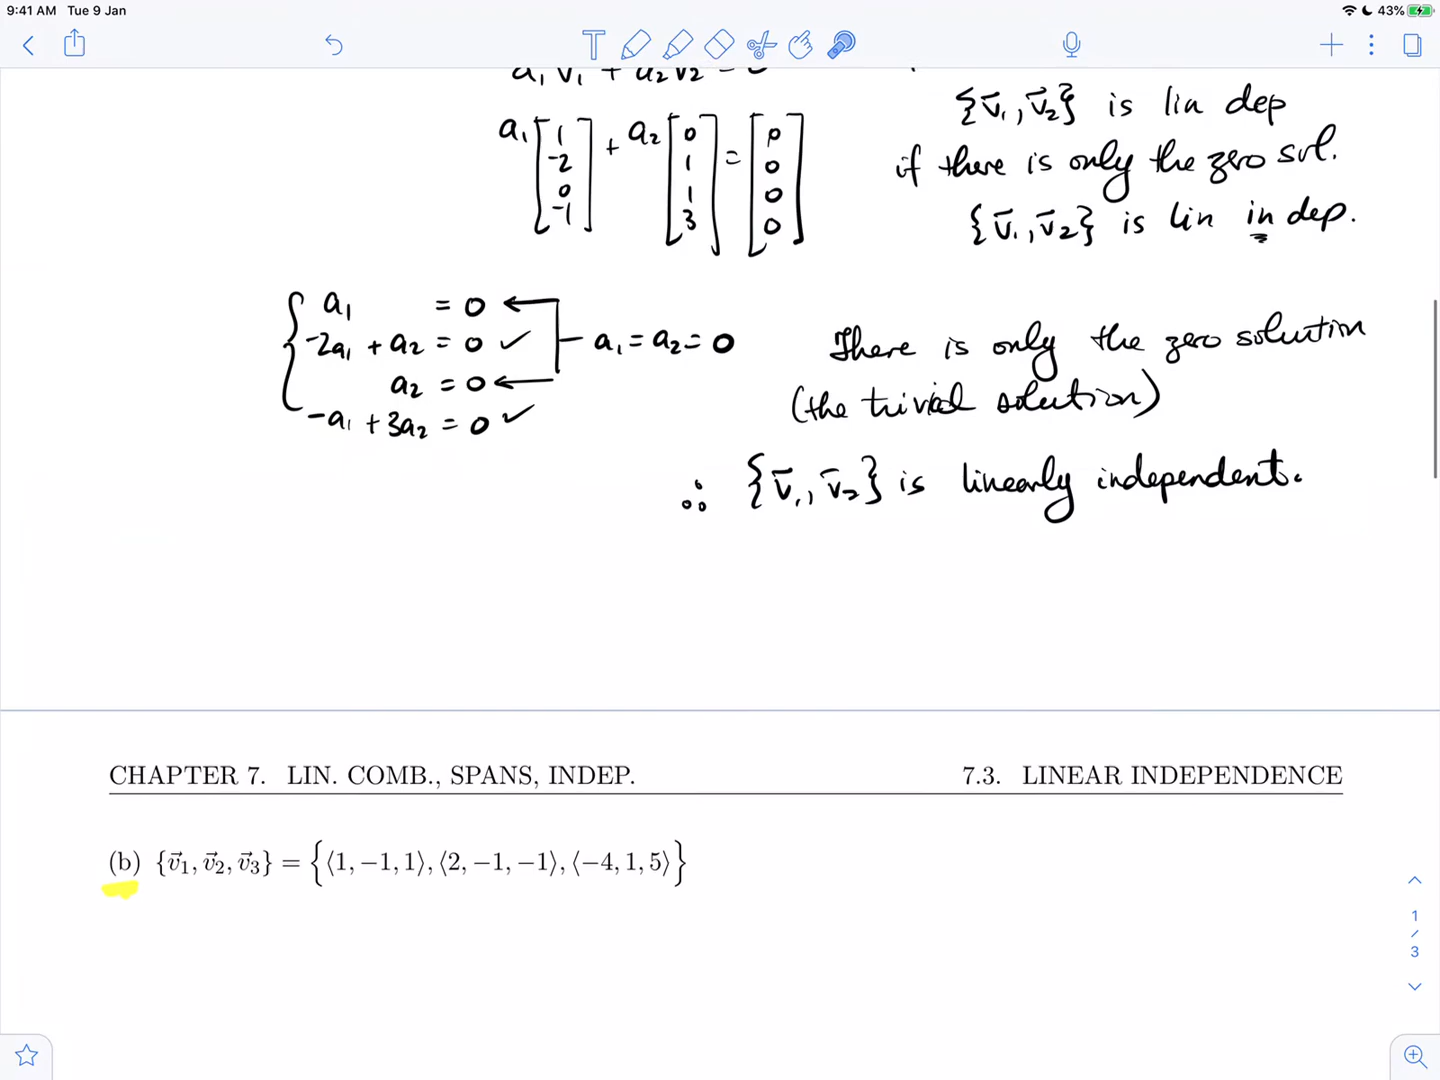 9:41 AM Tue 9 Jan
43%
T
a₁ v̄₁ + a₂ v̄₂ =
{v̄₁, v̄₂} is lin dep
a₁ [1 -2 0 -1] + a₂ [0 1 1 3] = [0 0 0 0]
if there is only the zero sol.
{v̄₁, v̄₂} is lin indep.
a₁ = 0
-2a₁ + a₂ = 0 ✓
a₂ = 0
-a₁ + 3a₂ = 0 ✓
a₁ = a₂ = 0
There is only the zero solution
(the trivial solution)
∴ {v̄₁, v̄₂} is linearly independent.
CHAPTER 7. LIN. COMB., SPANS, INDEP.
7.3. LINEAR INDEPENDENCE
(b) {v⃗₁, v⃗₂, v⃗₃} = {⟨1, −1, 1⟩, ⟨2, −1, −1⟩, ⟨−4, 1, 5⟩}
1
/
3